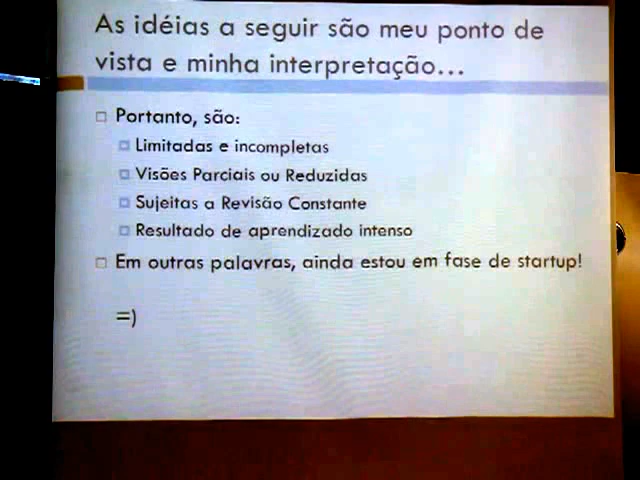 As idéias a seguir são meu ponto de
vista e minha interpretação...
Portanto, são:
Limitadas e incompletas
Visões Parciais ou Reduzidas
Sujeitas a Revisão Constante
Resultado de aprendizado intenso
Em outras palavras, ainda estou em fase de startup!
=)